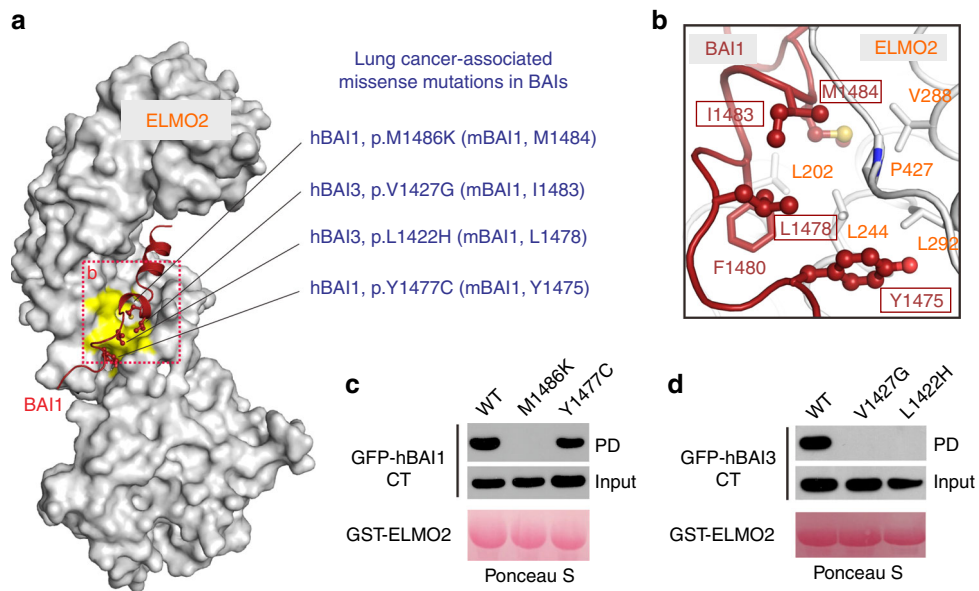 a
ELMO2
Lung cancer-associated
missense mutations in BAIs
hBAI1, p.M1486K (mBAI1, M1484)
hBAI3, p.V1427G (mBAI1, I1483)
hBAI3, p.L1422H (mBAI1, L1478)
hBAI1, p.Y1477C (mBAI1, Y1475)
b
BAI1
b
BAI1
ELMO2
M1484
V288
I1483
L202
P427
L1478
L244
L292
F1480
Y1475
c
WT
M1486K
Y1477C
GFP-hBAI1
CT
PD
Input
GST-ELMO2
Ponceau S
d
WT
V1427G
L1422H
GFP-hBAI3
CT
PD
Input
GST-ELMO2
Ponceau S